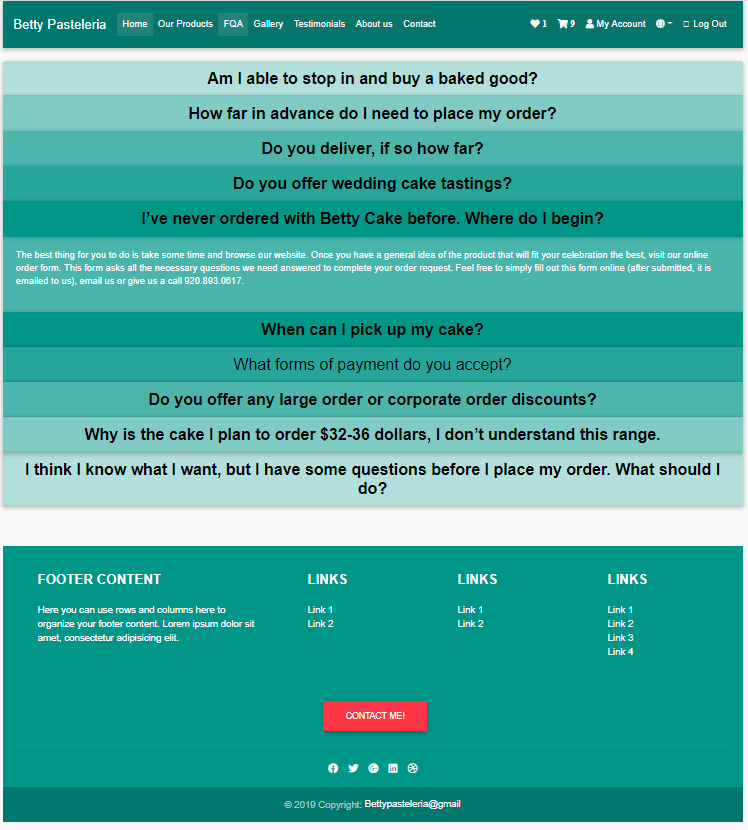 Betty Pasteleria Home Our Products FQA Gallery Testimonials About us Contact 1 9 My Account Log Out
Am I able to stop in and buy a baked good?
How far in advance do I need to place my order?
Do you deliver, if so how far?
Do you offer wedding cake tastings?
I’ve never ordered with Betty Cake before. Where do I begin?
The best thing for you to do is take some time and browse our website. Once you have a general idea of the product that will fit your celebration the best, visit our online
order form. This form asks all the necessary questions we need answered to complete your order request. Feel free to simply fill out this form online (after submitted, it is
emailed to us), email us or give us a call 920.893.0617.
When can I pick up my cake?
What forms of payment do you accept?
Do you offer any large order or corporate order discounts?
Why is the cake I plan to order $32-36 dollars, I don’t understand this range.
I think I know what I want, but I have some questions before I place my order. What should I
do?
FOOTER CONTENT
Here you can use rows and columns here to
organize your footer content. Lorem ipsum dolor sit
amet, consectetur adipisicing elit.
LINKS
Link 1
Link 2
LINKS
Link 1
Link 2
LINKS
Link 1
Link 2
Link 3
Link 4
CONTACT ME!
© 2019 Copyright: Bettypasteleria@gmail